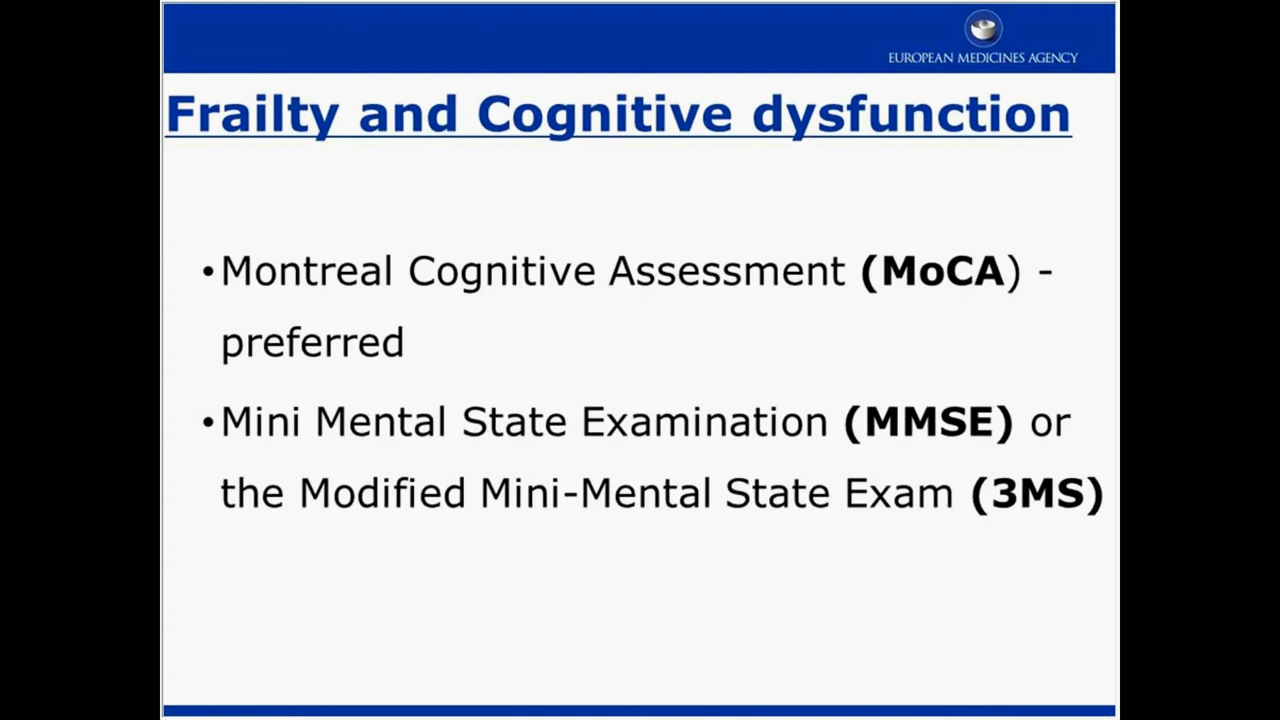 EUROPEAN MEDICINES AGENCY
Frailty and Cognitive dysfunction
•Montreal Cognitive Assessment (MoCA) -
preferred
•Mini Mental State Examination (MMSE) or
the Modified Mini-Mental State Exam (3MS)